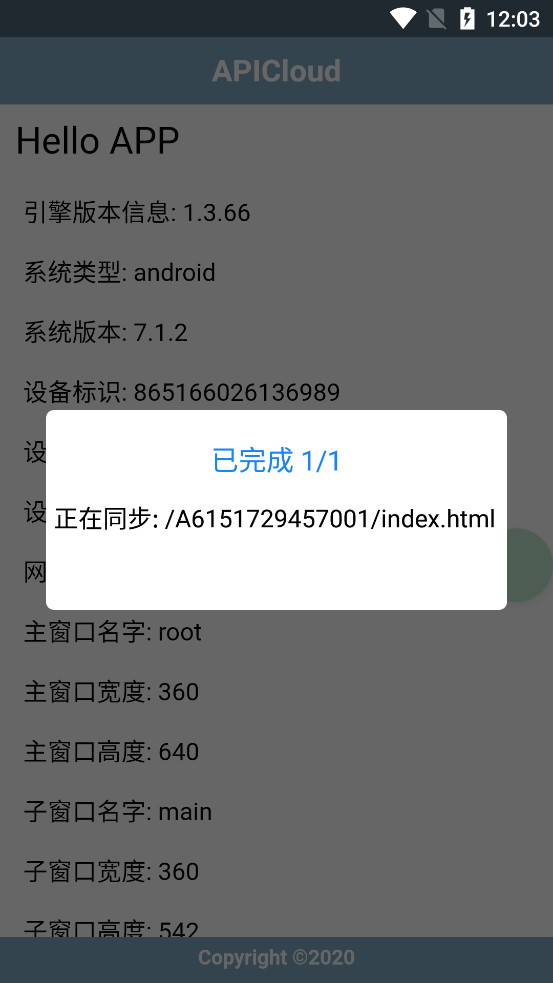 12:03
APICloud
Hello APP
引擎版本信息: 1.3.66
系统类型: android
系统版本: 7.1.2
设备标识: 865166026136989
设
已完成 1/1
设
正在同步: /A6151729457001/index.html
网
主窗口名字: root
主窗口宽度: 360
主窗口高度: 640
子窗口名字: main
子窗口宽度: 360
子窗口高度: 542
Copyright ©2020